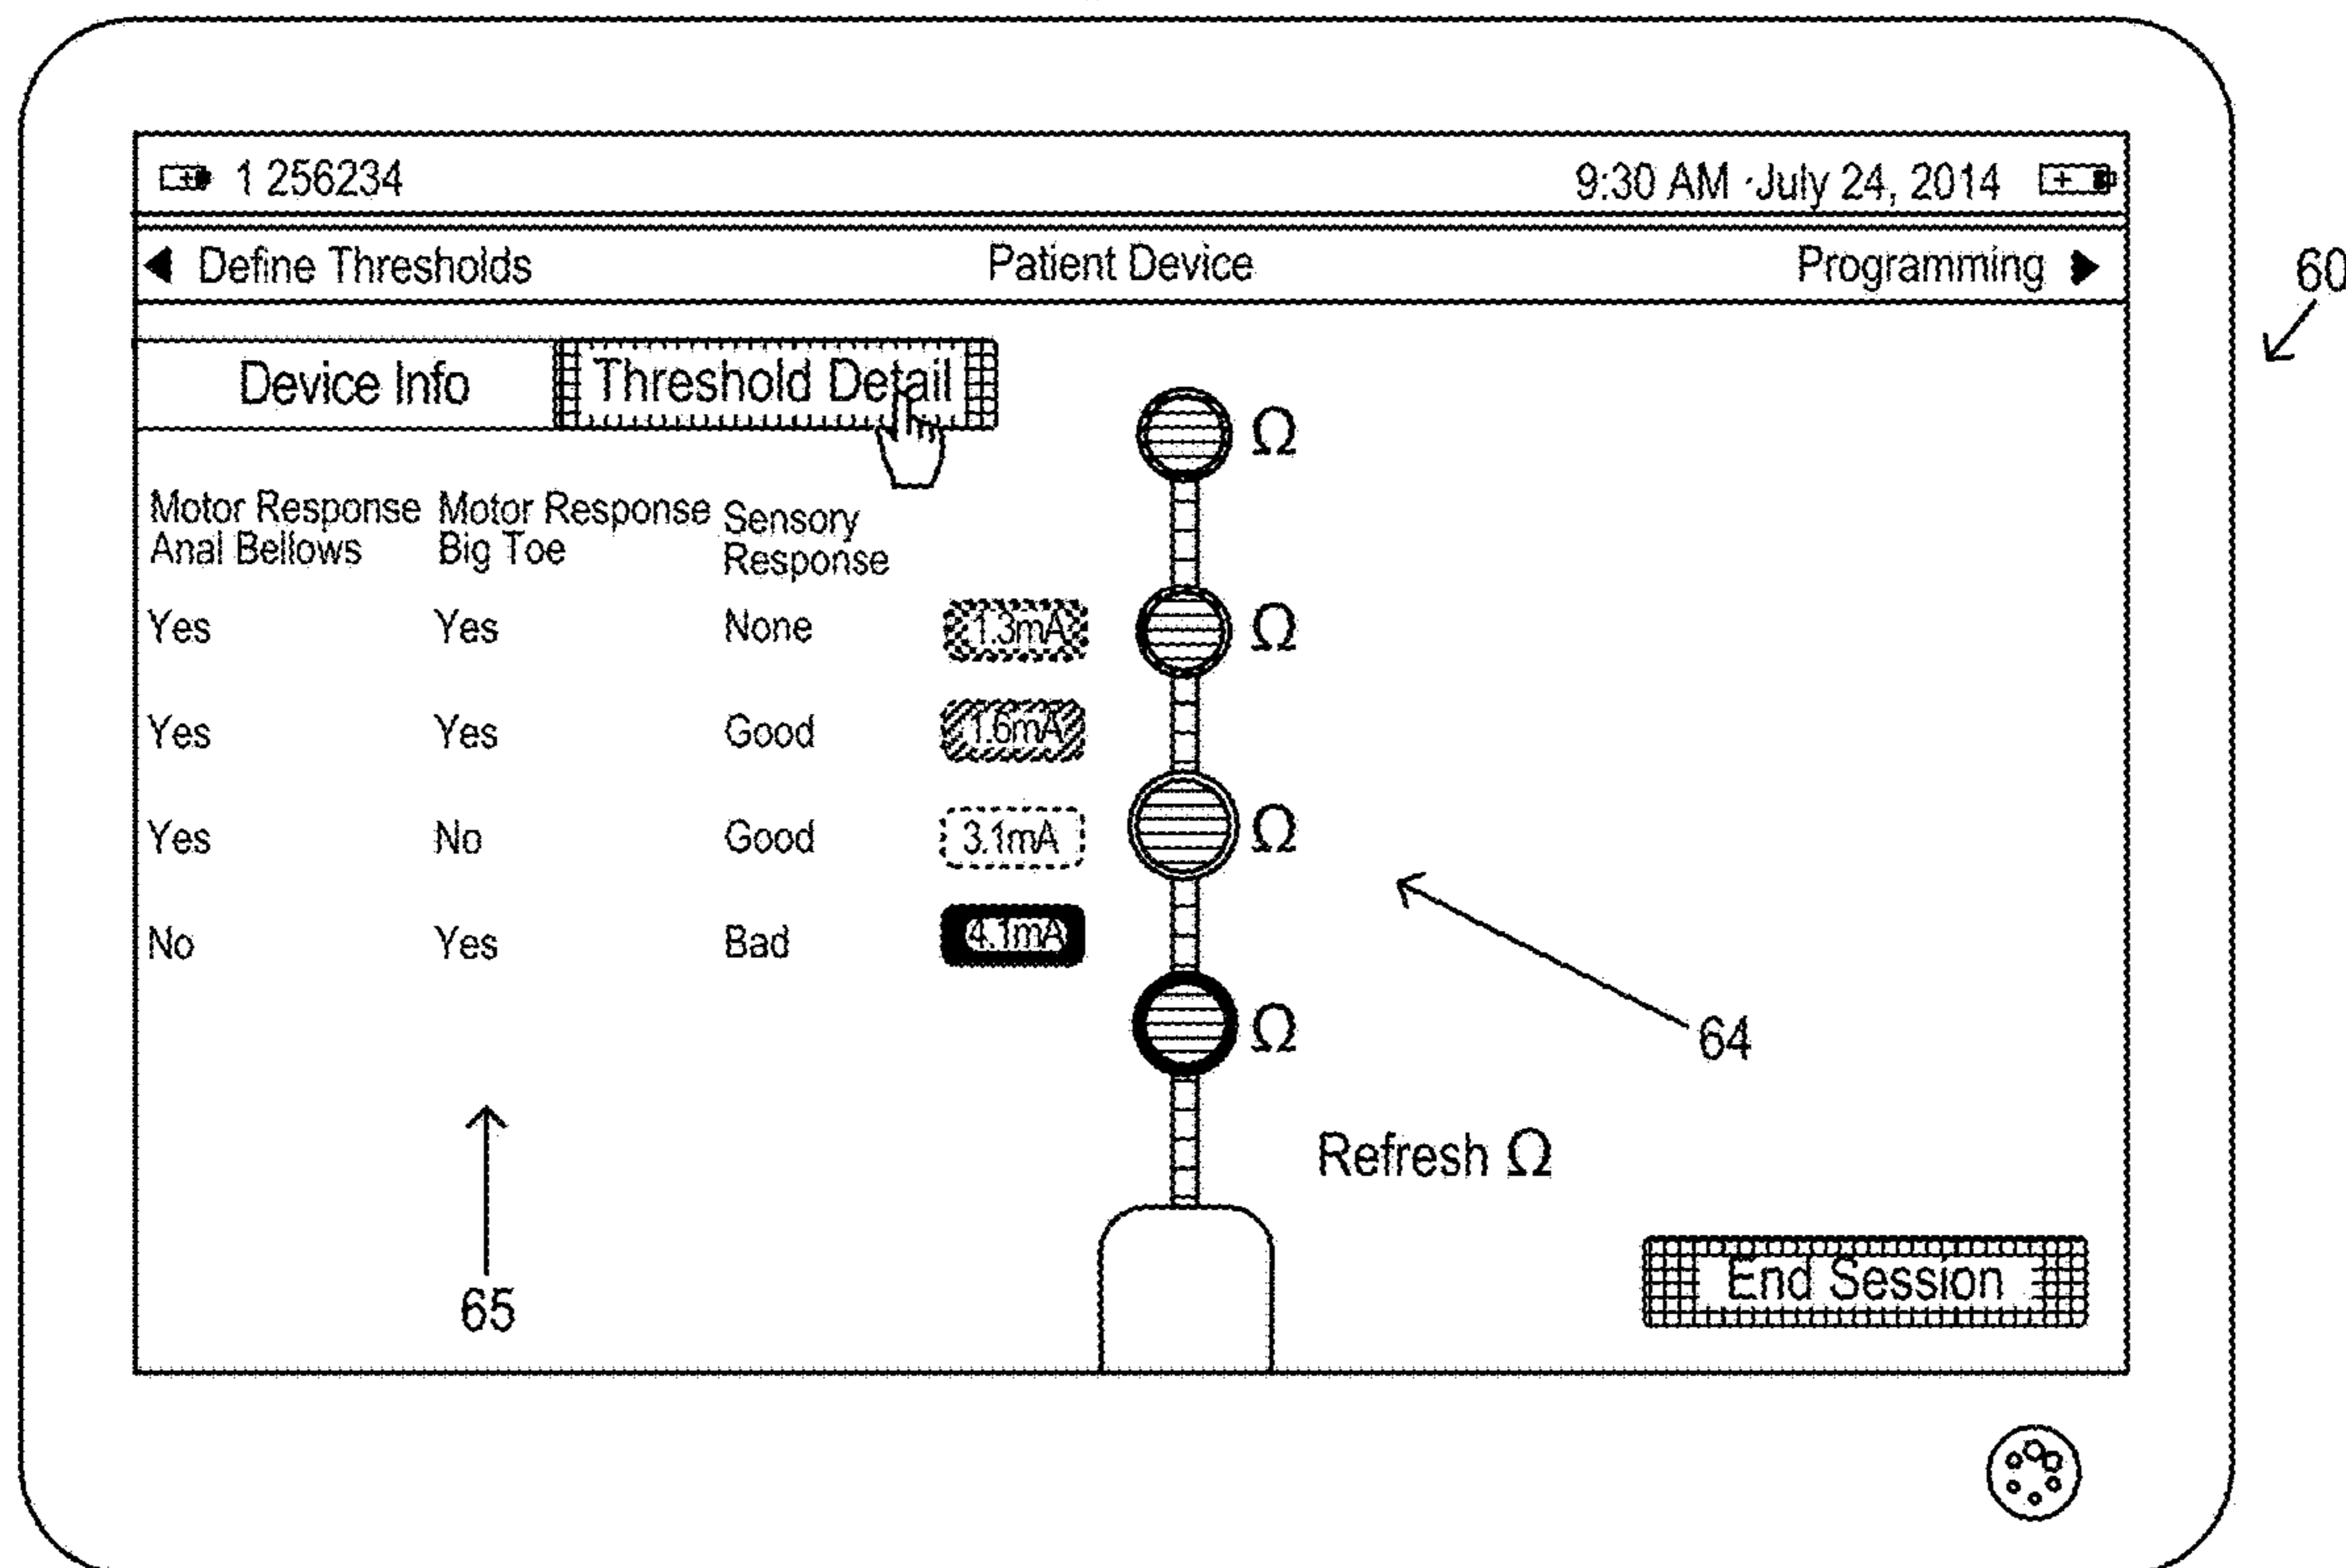 1 256234 9:30 AM ·July 24, 2014
Define Thresholds Patient Device Programming
60
Device Info Threshold Detail
Ω
Motor Response Motor Response Sensory
Anal Bellows Big Toe Response
Yes Yes None 1.3mA Ω
Yes Yes Good 1.6mA
Yes No Good 3.1mA Ω
No Yes Bad 4.1mA
Ω
64
Refresh Ω
65
End Session